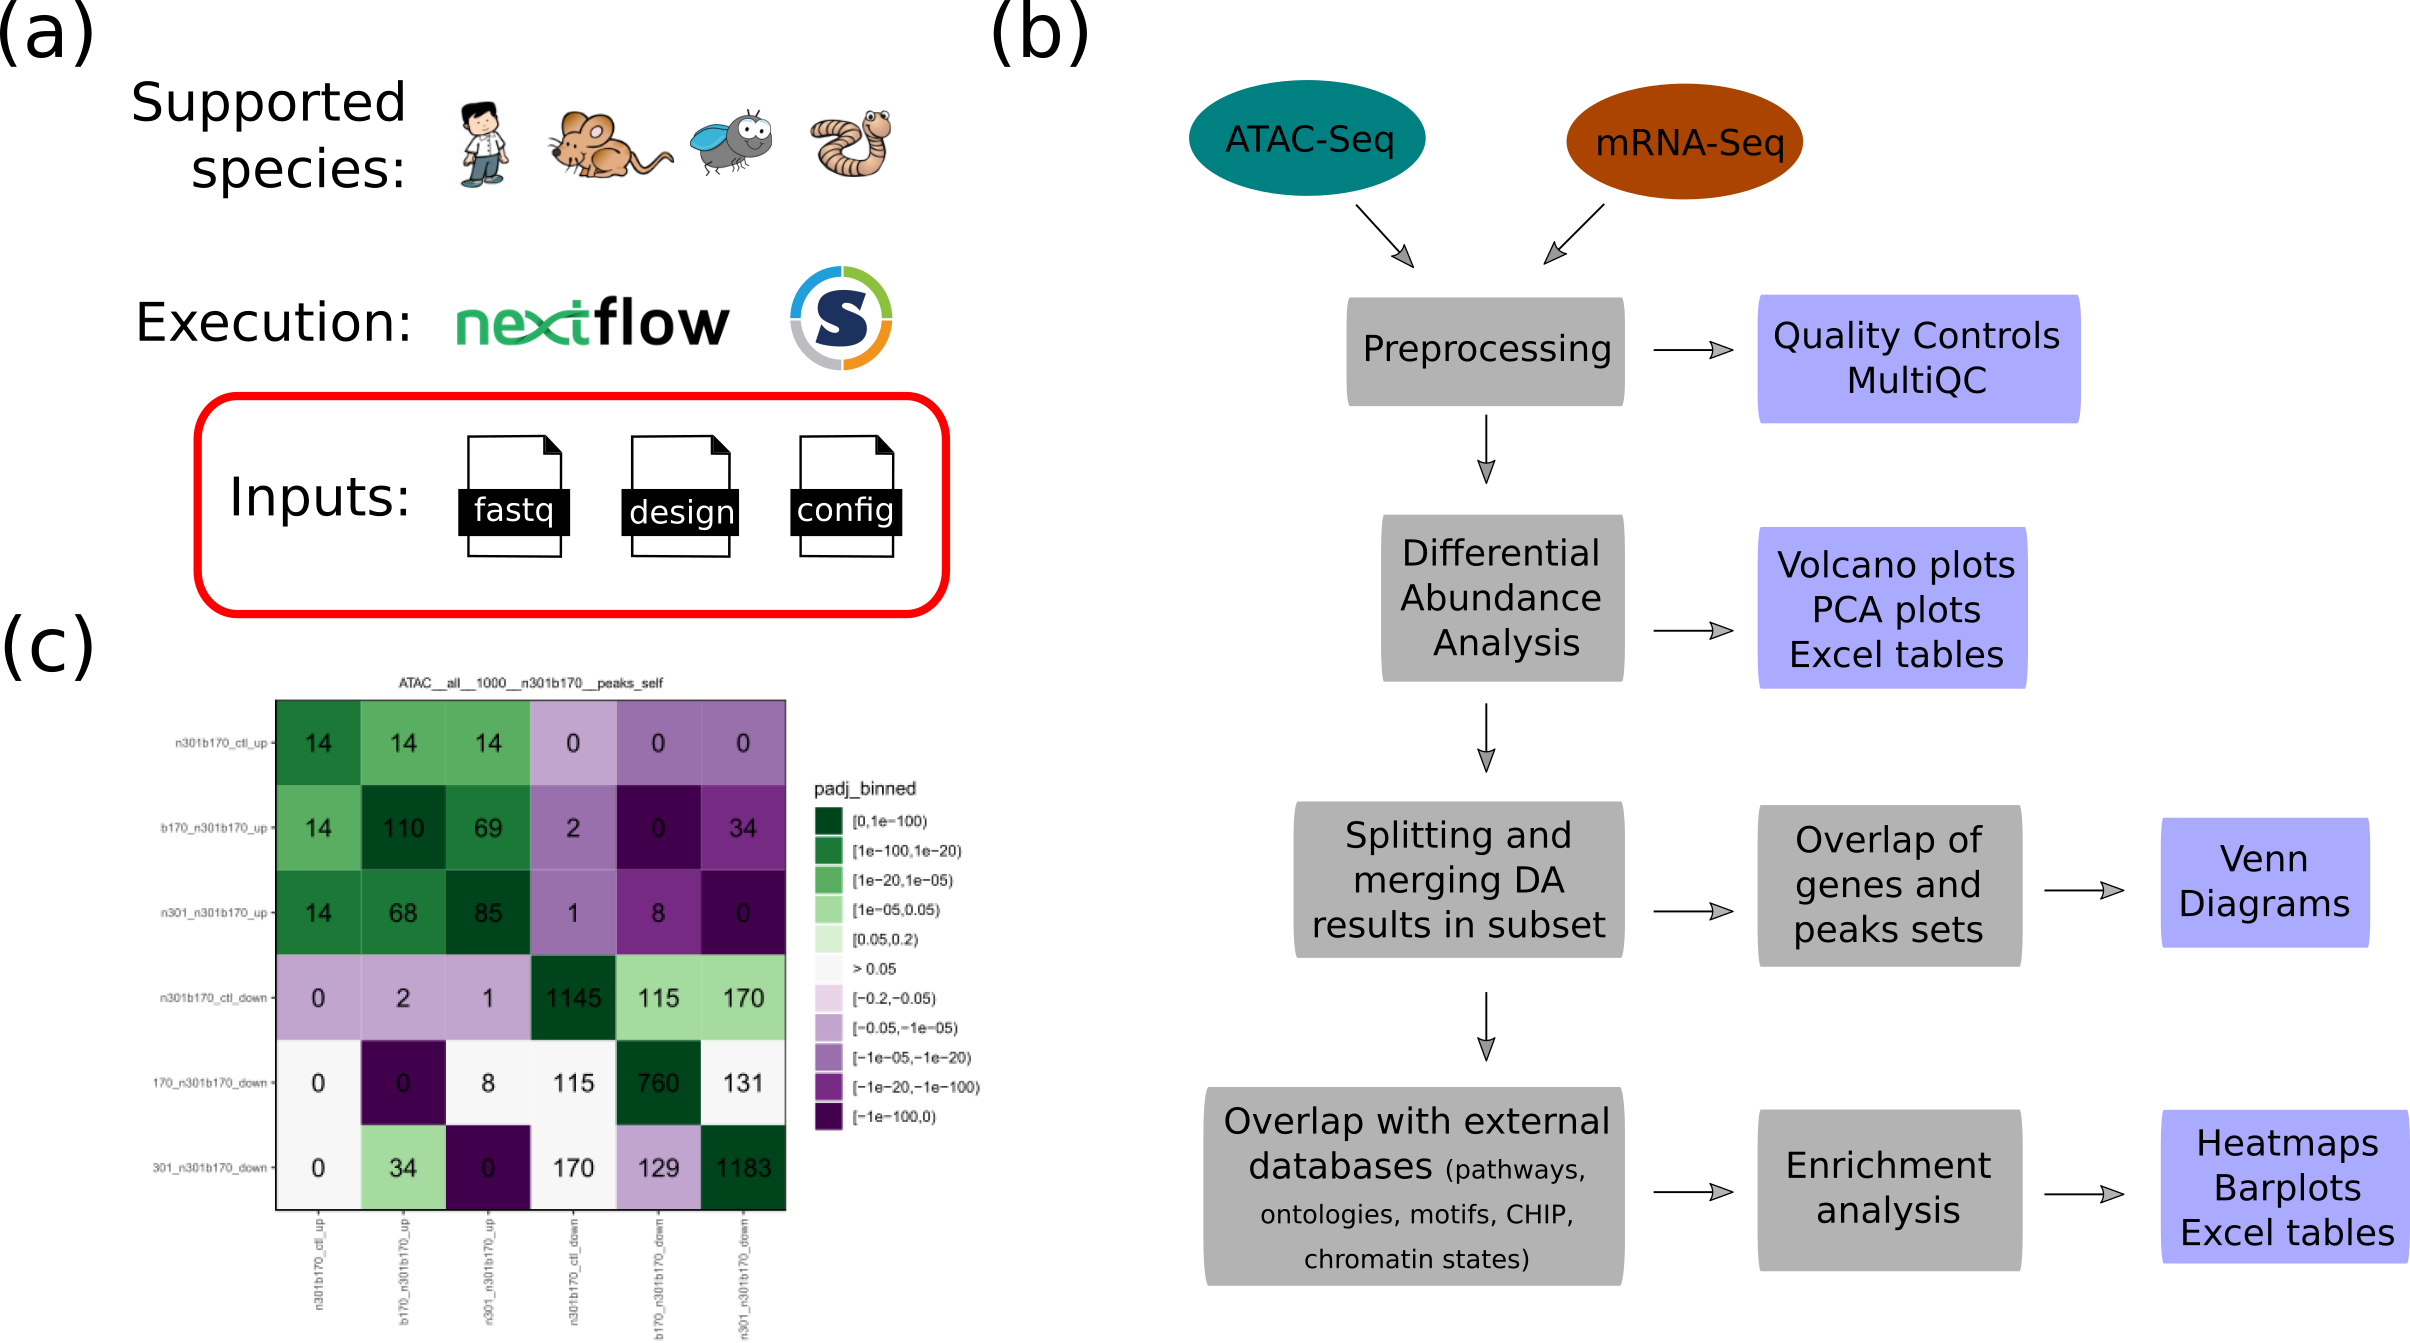 (a)
Supported
species:
Execution:
nextflow
S
Inputs:
fastq
design
config
(b)
ATAC-Seq
mRNA-Seq
Preprocessing
Quality Controls
MultiQC
Differential
Abundance
Analysis
Volcano plots
PCA plots
Excel tables
Splitting and
merging DA
results in subset
Overlap of
genes and
peaks sets
Venn
Diagrams
Overlap with external
databases (pathways,
ontologies, motifs, CHIP,
chromatin states)
Enrichment
analysis
Heatmaps
Barplots
Excel tables
(c)
ATAC__all__1000__n301b170__peaks_self
n301b170_ctl_up 14 14 14 0 0 0
b170_n301b170_up 14 110 69 2 0 34
n301_n301b170_up 14 68 85 1 8 0
n301b170_ctl_down 0 2 1 1145 115 170
170_n301b170_down 0 0 8 115 760 131
301_n301b170_down 0 34 0 170 129 1183
n301b170_ctl_up
b170_n301b170_up
n301_n301b170_up
n301b170_ctl_down
b170_n301b170_down
n301_n301b170_down
padj_binned
[0,1e−100)
[1e−100,1e−20)
[1e−20,1e−05)
[1e−05,0.05)
[0.05,0.2)
> 0.05
[−0.2,−0.05)
[−0.05,−1e−05)
[−1e−05,−1e−20)
[−1e−20,−1e−100)
[−1e−100,0)